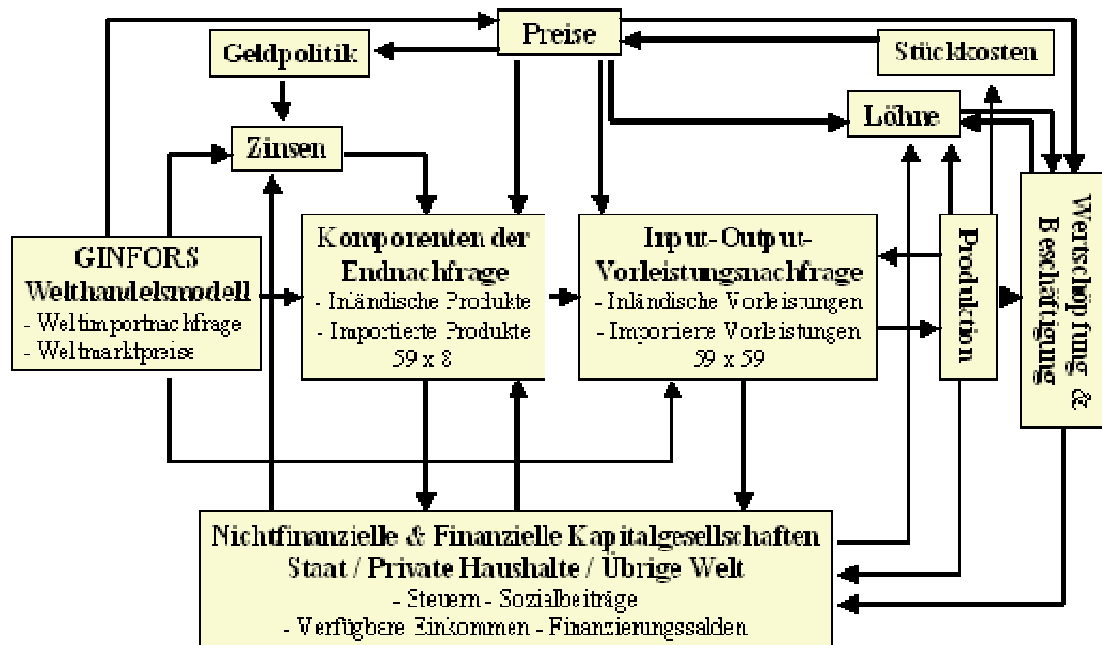 Preise
Geldpolitik
Stückkosten
Löhne
Zinsen
GINFORS
Welthandelsmodell
- Weltimportnachfrage
- Weltmarktpreise
Komponenten der
Endnachfrage
- Inländische Produkte
- Importierte Produkte
59 x 8
Input-Output-
Vorleistungsnachfrage
- Inländische Vorleistungen
- Importierte Vorleistungen
59 x 59
Produktion
Wertschöpfung &
Beschäftigung
Nichtfinanzielle & Finanzielle Kapitalgesellschaften
Staat / Private Haushalte / Übrige Welt
- Steuern - Sozialbeiträge
- Verfügbare Einkommen - Finanzierungssalden